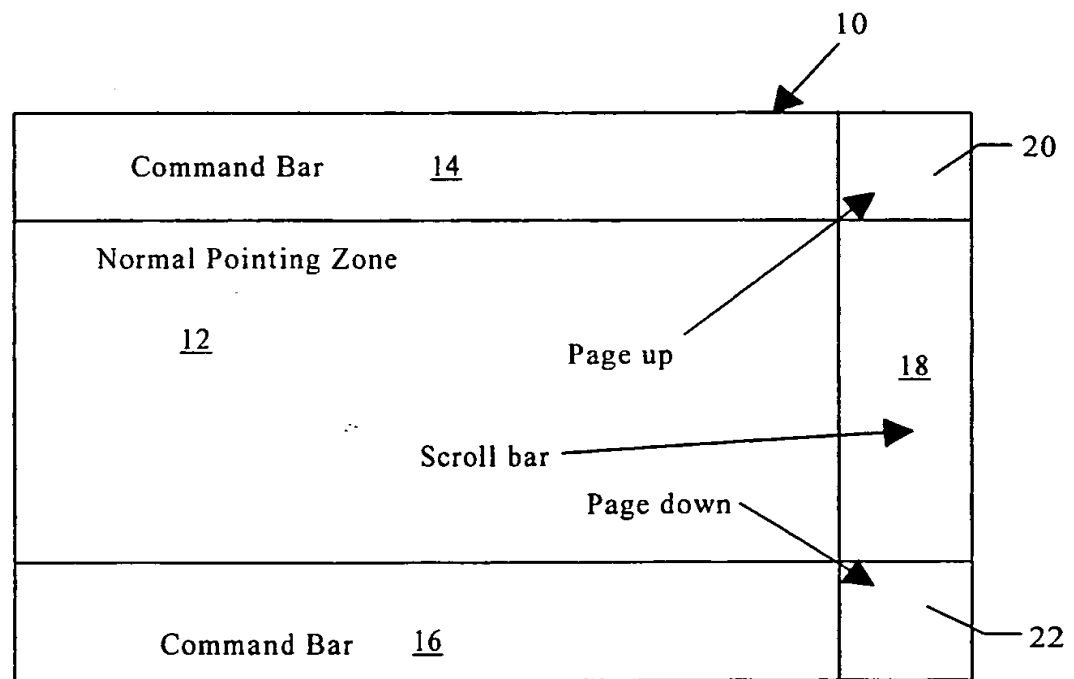 10
Command Bar 14
20
Normal Pointing Zone
12
Page up
18
Scroll bar
Page down
Command Bar 16
22